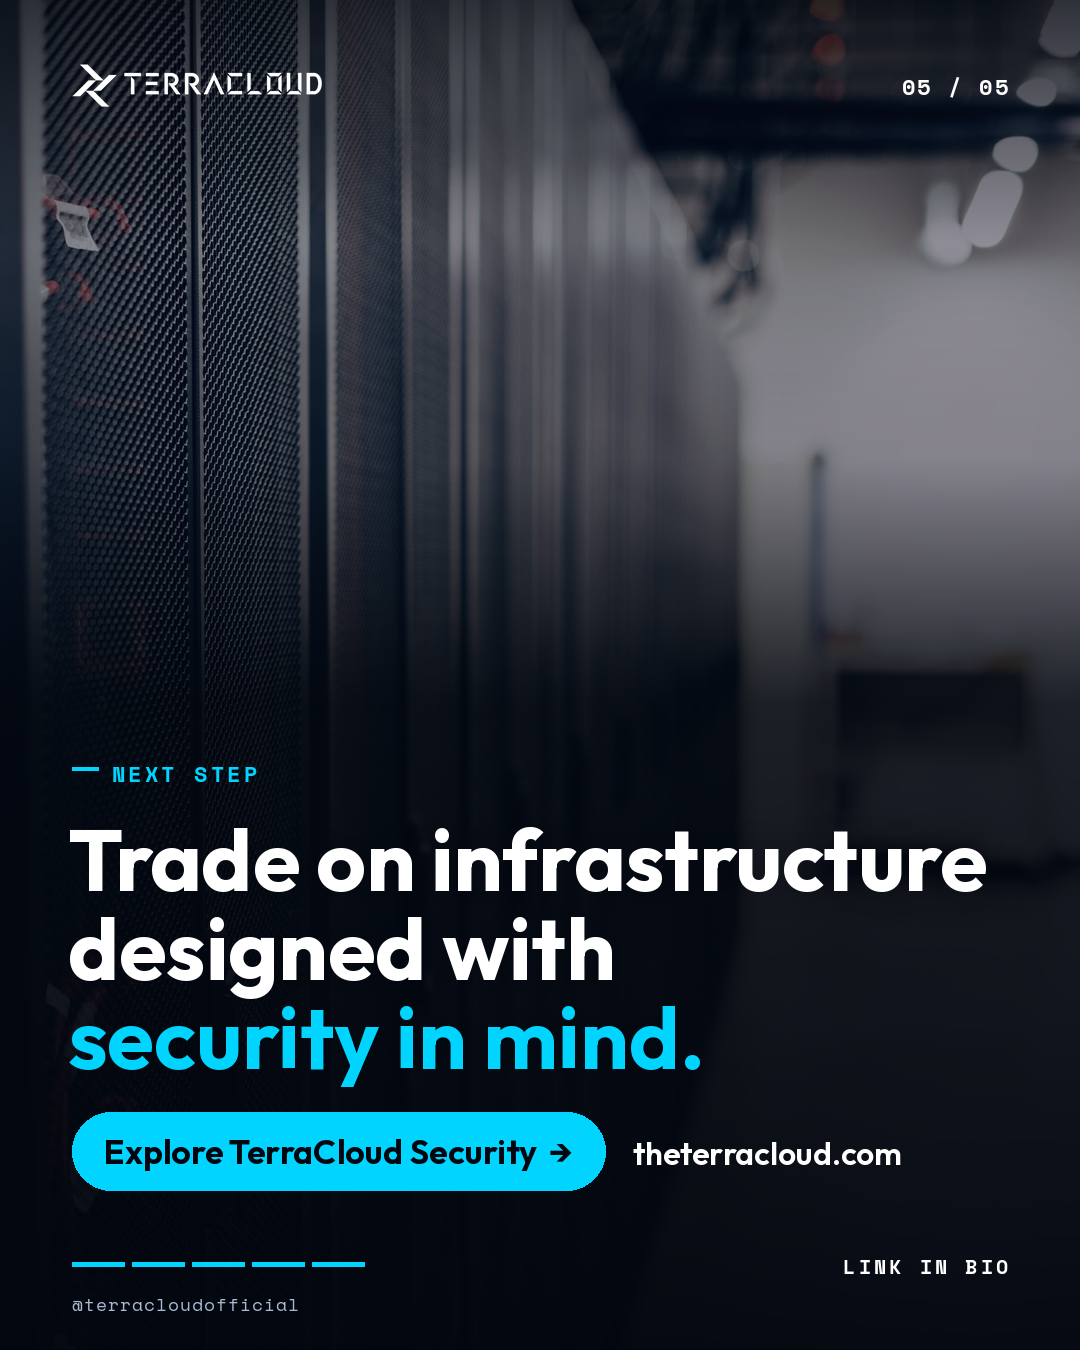 TERRACLOUD
05 / 05
NEXT STEP
Trade on infrastructure
designed with
security in mind.
Explore TerraCloud Security →
theterracloud.com
LINK IN BIO
@terracloudofficial